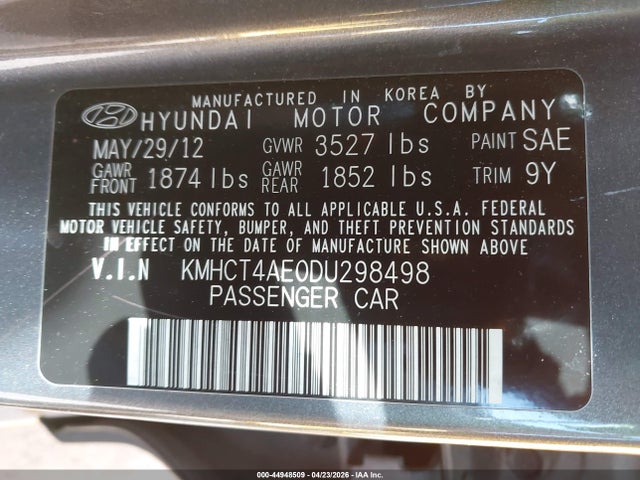 MANUFACTURED IN KOREA BY
HYUNDAI MOTOR COMPANY
MAY/29/12 GVWR 3527 lbs PAINT SAE
GAWR FRONT 1874 lbs GAWR REAR 1852 lbs TRIM 9Y
THIS VEHICLE CONFORMS TO ALL APPLICABLE U.S.A. FEDERAL
MOTOR VEHICLE SAFETY, BUMPER, AND THEFT PREVENTION STANDARDS
IN EFFECT ON THE DATE OF MANUFACTURE SHOWN ABOVE
V.I.N KMHCT4AE0DU298498
PASSENGER CAR
000-44948509 - 04/23/2026 - IAA Inc.